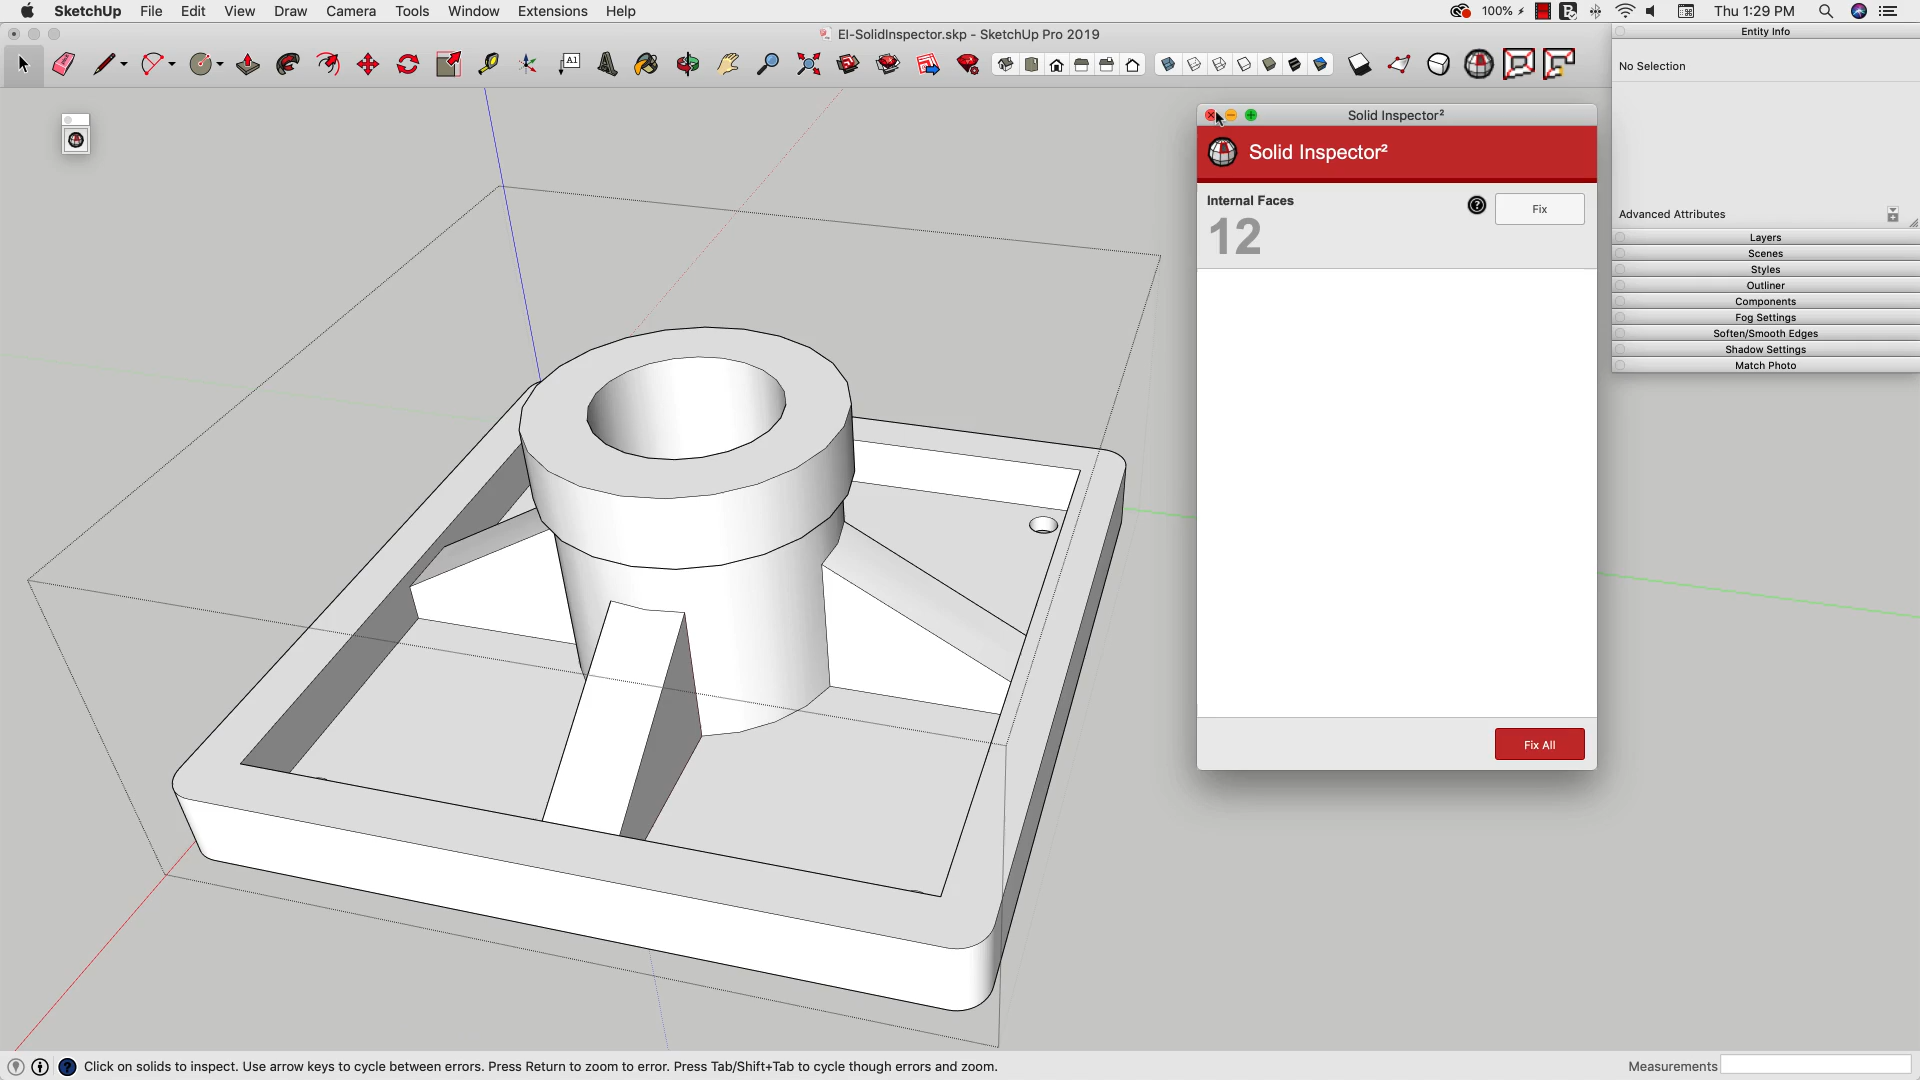 SketchUp File Edit View Draw Camera Tools Window Extensions Help 100% Thu 1:29 PM
EI-SolidInspector.skp - SketchUp Pro 2019
Entity Info
A1
No Selection
Solid Inspector²
Solid Inspector²
Internal Faces
12
Fix
Advanced Attributes
Layers
Scenes
Styles
Outliner
Components
Fog Settings
Soften/Smooth Edges
Shadow Settings
Match Photo
Fix All
Click on solids to inspect. Use arrow keys to cycle between errors. Press Return to zoom to error. Press Tab/Shift+Tab to cycle though errors and zoom.
Measurements